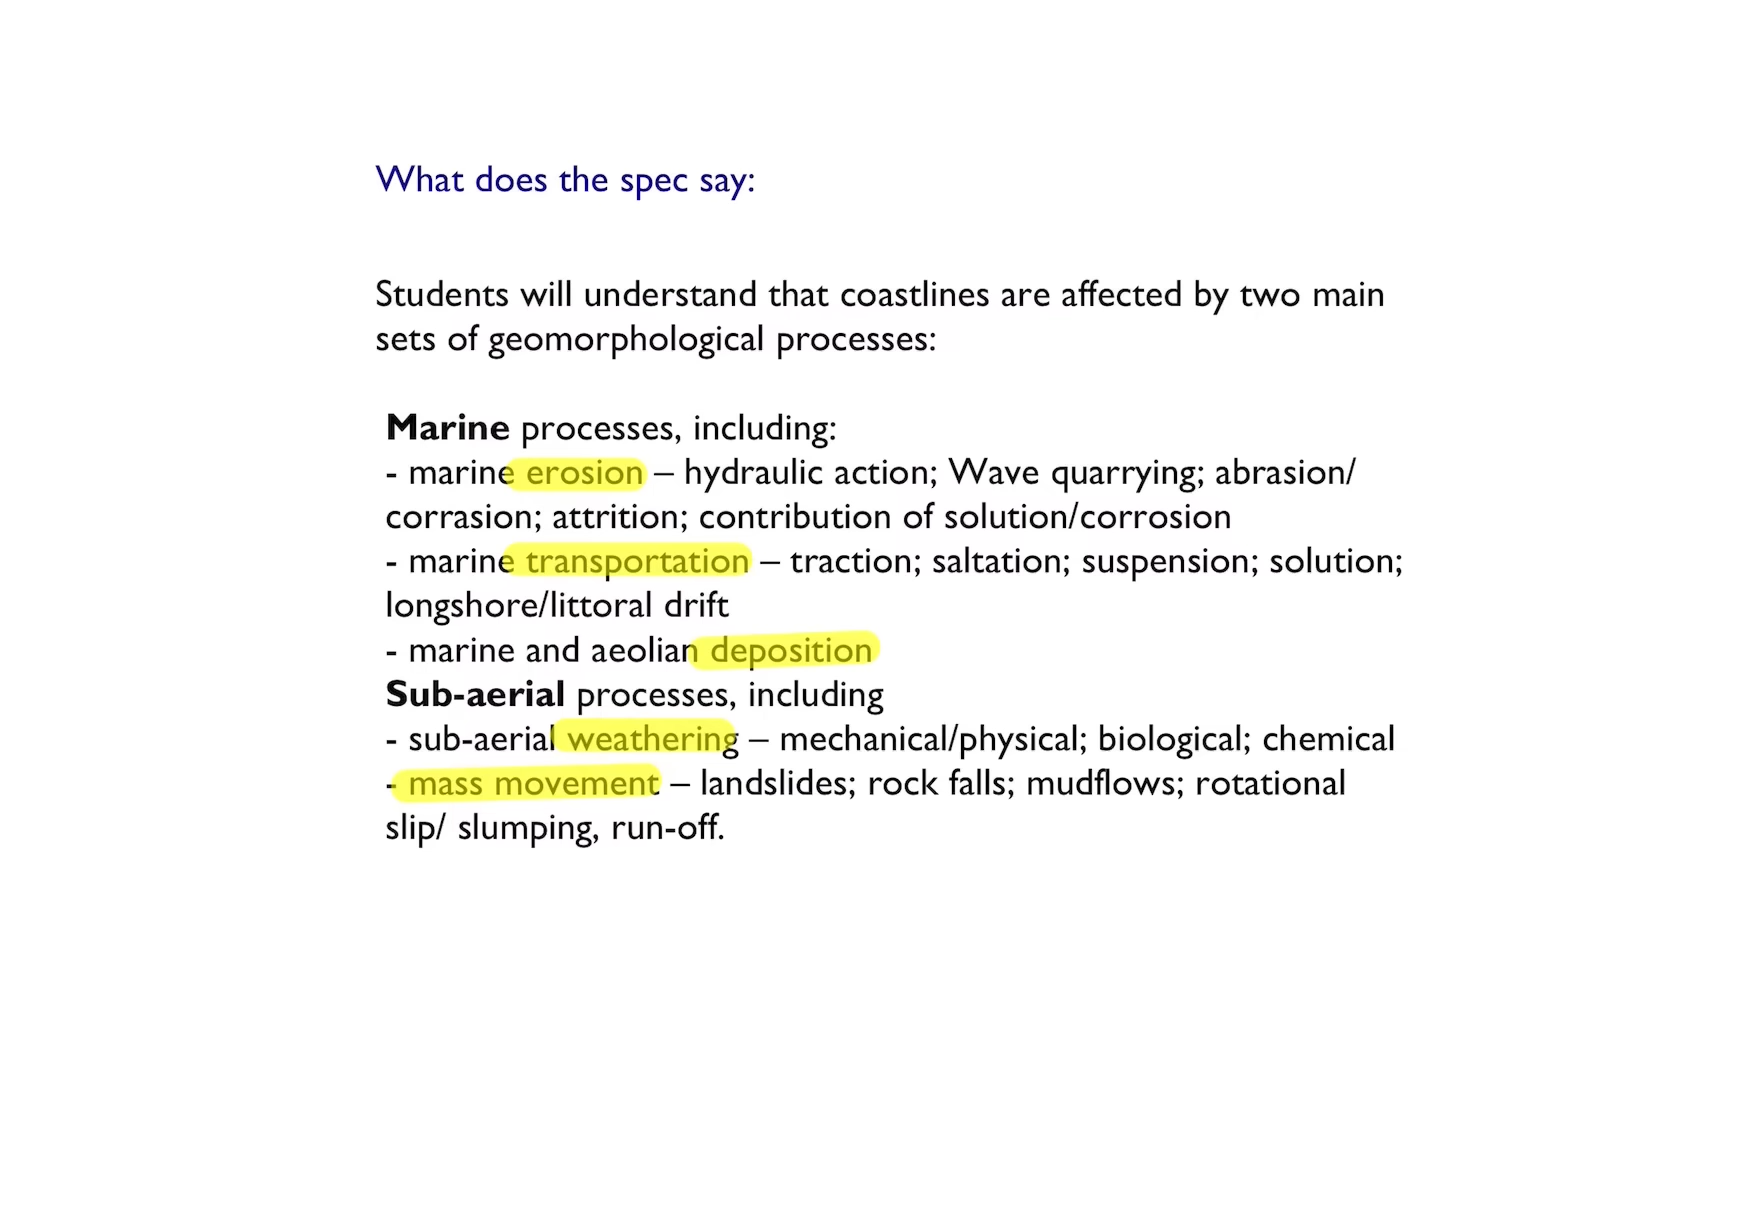 What does the spec say:
Students will understand that coastlines are affected by two main
sets of geomorphological processes:
Marine processes, including:
- marine erosion – hydraulic action; Wave quarrying; abrasion/
corrasion; attrition; contribution of solution/corrosion
- marine transportation – traction; saltation; suspension; solution;
longshore/littoral drift
- marine and aeolian deposition
Sub-aerial processes, including
- sub-aerial weathering – mechanical/physical; biological; chemical
- mass movement – landslides; rock falls; mudflows; rotational
slip/ slumping, run-off.